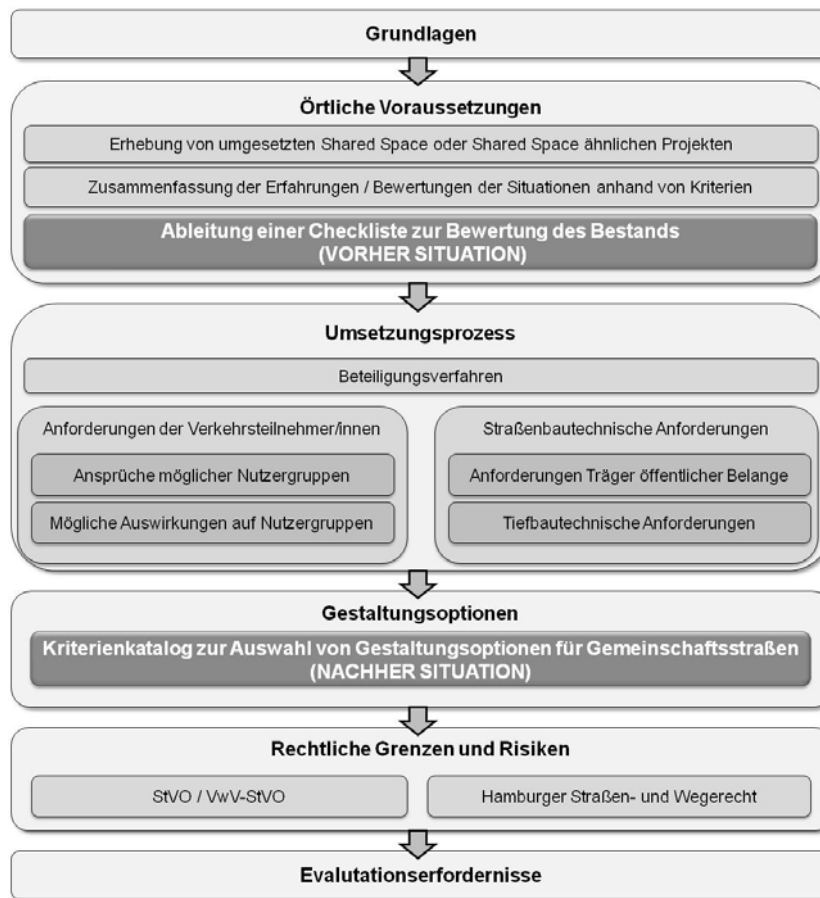 Grundlagen
Örtliche Voraussetzungen
Erhebung von umgesetzten Shared Space oder Shared Space ähnlichen Projekten
Zusammenfassung der Erfahrungen / Bewertungen der Situationen anhand von Kriterien
Ableitung einer Checkliste zur Bewertung des Bestands
(VORHER SITUATION)
Umsetzungsprozess
Beteiligungsverfahren
Anforderungen der Verkehrsteilnehmer/innen
Ansprüche möglicher Nutzergruppen
Mögliche Auswirkungen auf Nutzergruppen
Straßenbautechnische Anforderungen
Anforderungen Träger öffentlicher Belange
Tiefbautechnische Anforderungen
Gestaltungsoptionen
Kriterienkatalog zur Auswahl von Gestaltungsoptionen für Gemeinschaftsstraßen
(NACHHER SITUATION)
Rechtliche Grenzen und Risiken
StVO / VwV-StVO
Hamburger Straßen- und Wegerecht
Evalutationserfordernisse